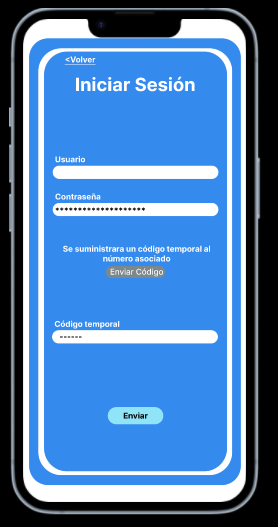 <Volver
Iniciar Sesión
Usuario
Contraseña
********************
Se suministrara un código temporal al
número asociado
Enviar Código
Código temporal
------
Enviar